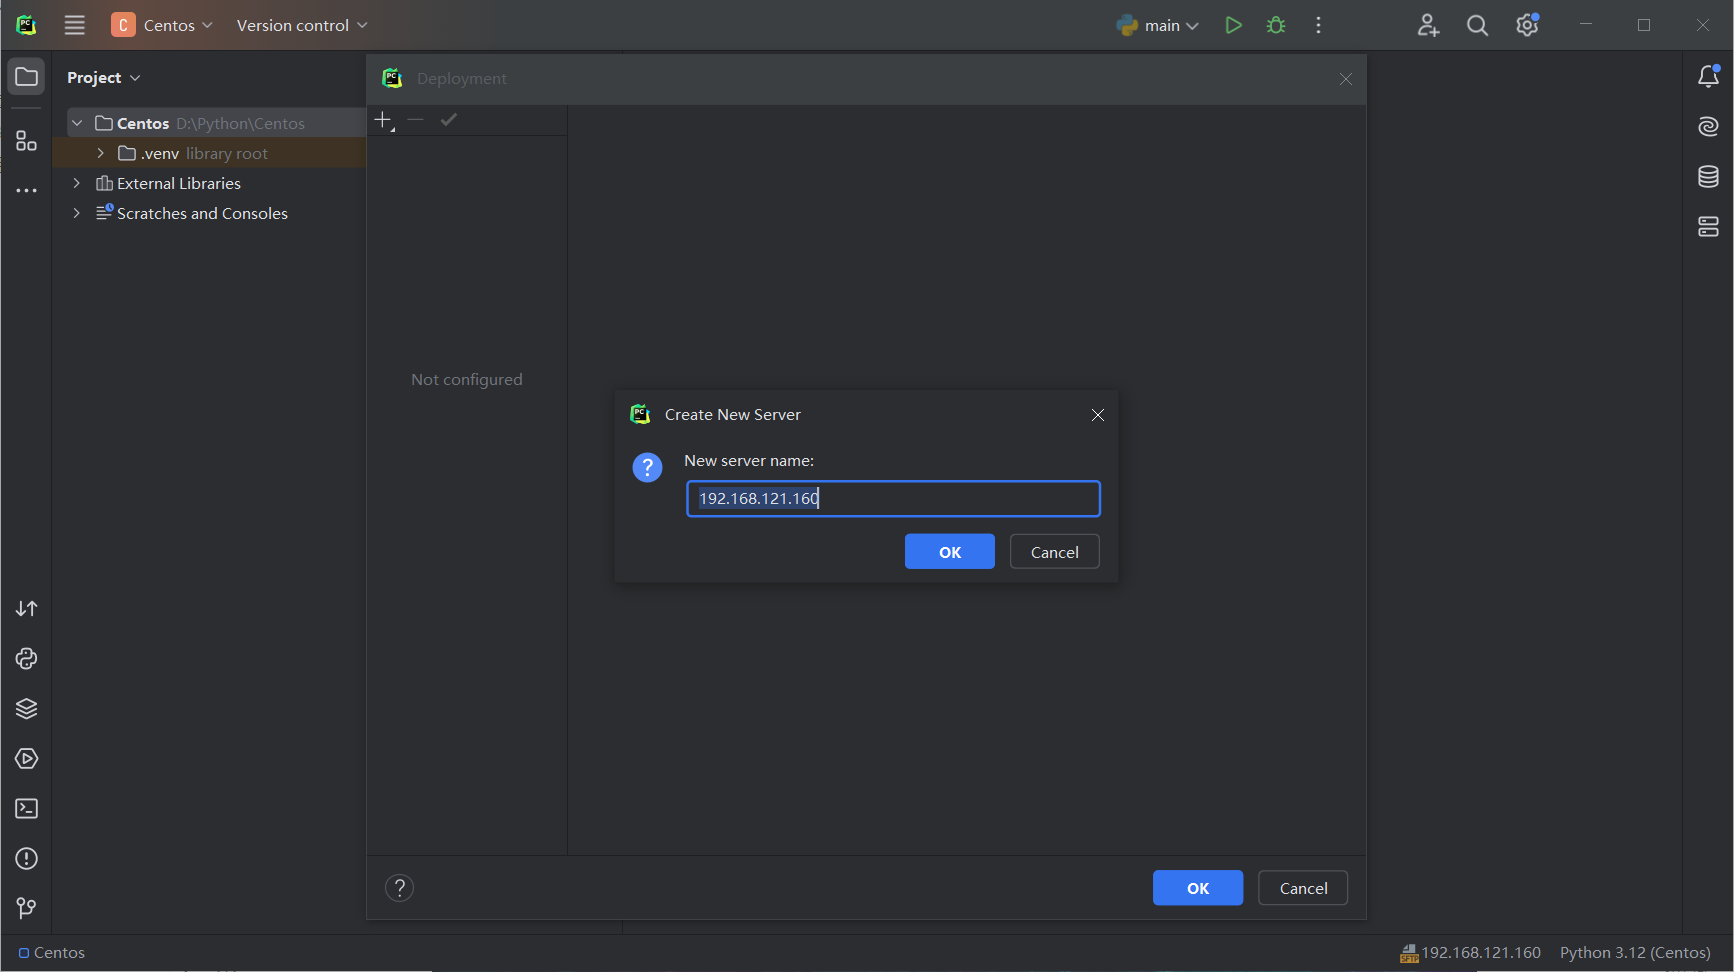 C Centos Version control main
Project
Deployment
Centos D:\Python\Centos
.venv library root
External Libraries
Scratches and Consoles
Not configured
Create New Server
?
New server name:
192.168.121.160
OK Cancel
? OK Cancel
Centos SFTP 192.168.121.160 Python 3.12 (Centos)